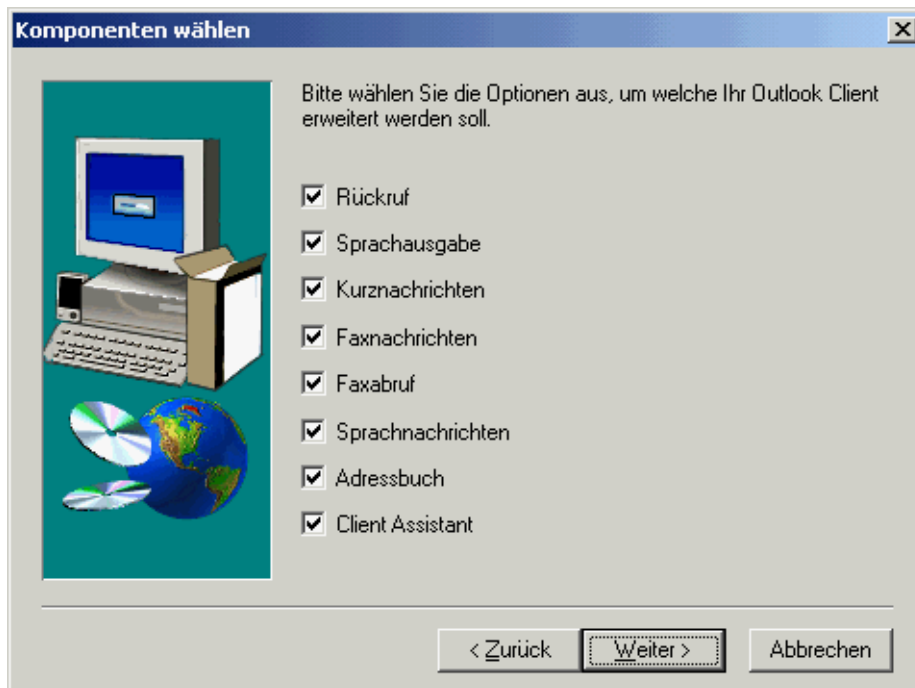 Komponenten wählen
Bitte wählen Sie die Optionen aus, um welche Ihr Outlook Client
erweitert werden soll.
Rückruf
Sprachausgabe
Kurznachrichten
Faxnachrichten
Faxabruf
Sprachnachrichten
Adressbuch
Client Assistant
< Zurück
Weiter >
Abbrechen